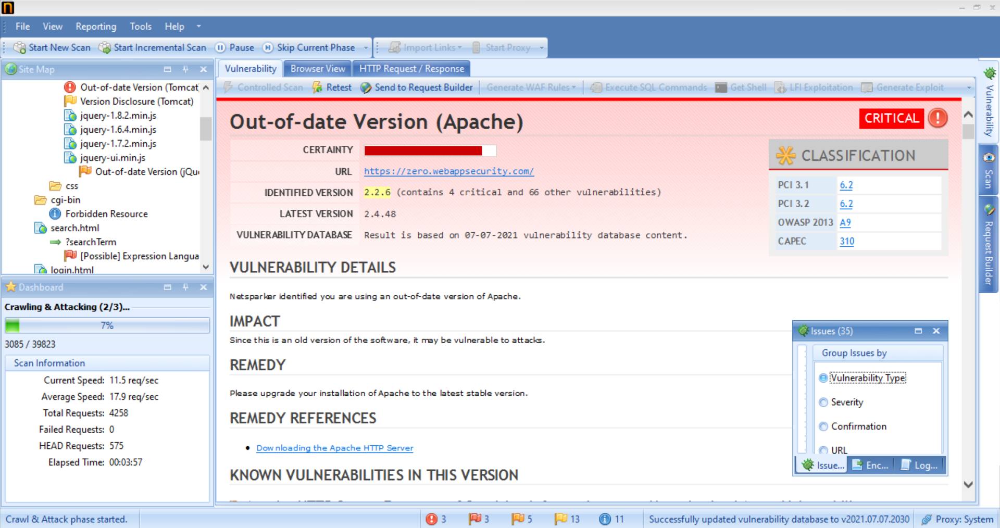 File View Reporting Tools Help
Start New Scan Start Incremental Scan Pause Skip Current Phase Import Links Start Proxy
Site Map
Out-of-date Version (Tomcat)
Version Disclosure (Tomcat)
jquery-1.8.2.min.js
jquery-1.6.4.min.js
jquery-1.7.2.min.js
jquery-ui.min.js
Out-of-date Version (jQue
css
cgi-bin
Forbidden Resource
search.html
?searchTerm
[Possible] Expression Langua
login.html
Dashboard
Crawling & Attacking (2/3)...
7%
3085 / 39823
Scan Information
Current Speed: 11.5 req/sec
Average Speed: 17.9 req/sec
Total Requests: 4258
Failed Requests: 0
HEAD Requests: 575
Elapsed Time: 00:03:57
Vulnerability Browser View HTTP Request / Response
Controlled Scan Retest Send to Request Builder Generate WAF Rules Execute SQL Commands Get Shell LFI Exploitation Generate Exploit
Out-of-date Version (Apache)
CRITICAL
CERTAINTY
URL https://zero.webappsecurity.com/
IDENTIFIED VERSION 2.2.6 (contains 4 critical and 66 other vulnerabilities)
LATEST VERSION 2.4.48
VULNERABILITY DATABASE Result is based on 07-07-2021 vulnerability database content.
CLASSIFICATION
PCI 3.1 6.2
PCI 3.2 6.2
OWASP 2013 A9
CAPEC 310
VULNERABILITY DETAILS
Netsparker identified you are using an out-of-date version of Apache.
IMPACT
Since this is an old version of the software, it may be vulnerable to attacks.
REMEDY
Please upgrade your installation of Apache to the latest stable version.
REMEDY REFERENCES
Downloading the Apache HTTP Server
KNOWN VULNERABILITIES IN THIS VERSION
Issues (35)
Group Issues by
Vulnerability Type
Severity
Confirmation
URL
Issue... Enc... Log...
Vulnerability
Scan
Request Builder
Crawl & Attack phase started. 3 3 5 13 11 Successfully updated vulnerability database to v2021.07.07.2030 Proxy: System